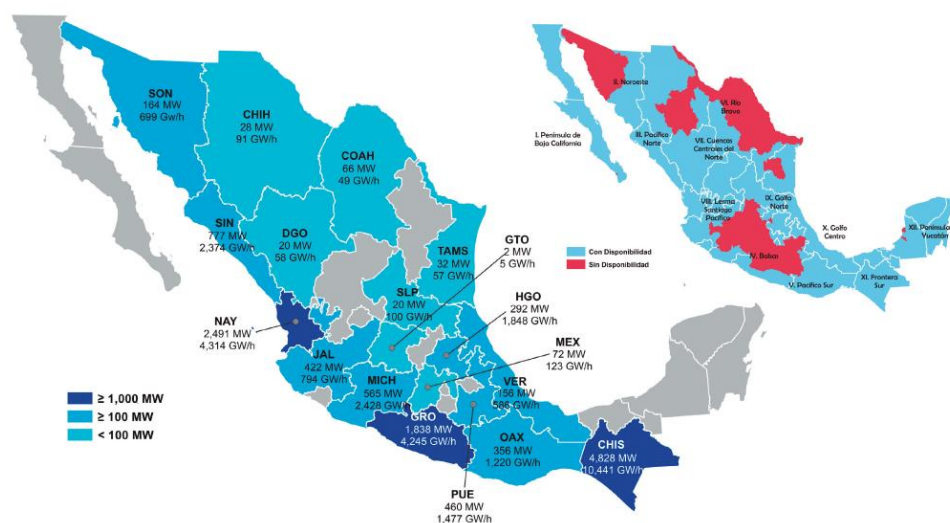 SON
164 MW
699 Gw/h
CHIH
28 MW
91 GW/h
COAH
66 MW
49 GW/h
SIN
777 MW
2,374 GW/h
DGO
20 MW
58 GW/h
TAMS
32 MW
57 GW/h
GTO
2 MW
5 GW/h
SLP
20 MW
100 GW/h
HGO
292 MW
1,848 GW/h
NAY
2,491 MW
4,314 GW/h
MEX
72 MW
123 GW/h
JAL
422 MW
794 GW/h
MICH
565 MW
2,428 GW/h
VER
156 MW
586 GW/h
GRO
1,838 MW
4,245 GW/h
OAX
356 MW
1,220 GW/h
CHIS
4,828 MW
10,441 GW/h
PUE
460 MW
1,477 GW/h
≥ 1,000 MW
≥ 100 MW
< 100 MW
II. Noroeste
VI. Río
Bravo
I. Península de
Baja California
III. Pacífico
Norte
VII. Cuencas
Centrales del
Norte
VIII. Lerma
Santiago
Pacífico
IX. Golfo
Norte
X. Golfo
Centro
XII. Península
Yucatán
IV. Balsas
V. Pacífico Sur
XI. Frontera
Sur
Con Disponibilidad
Sin Disponibilidad